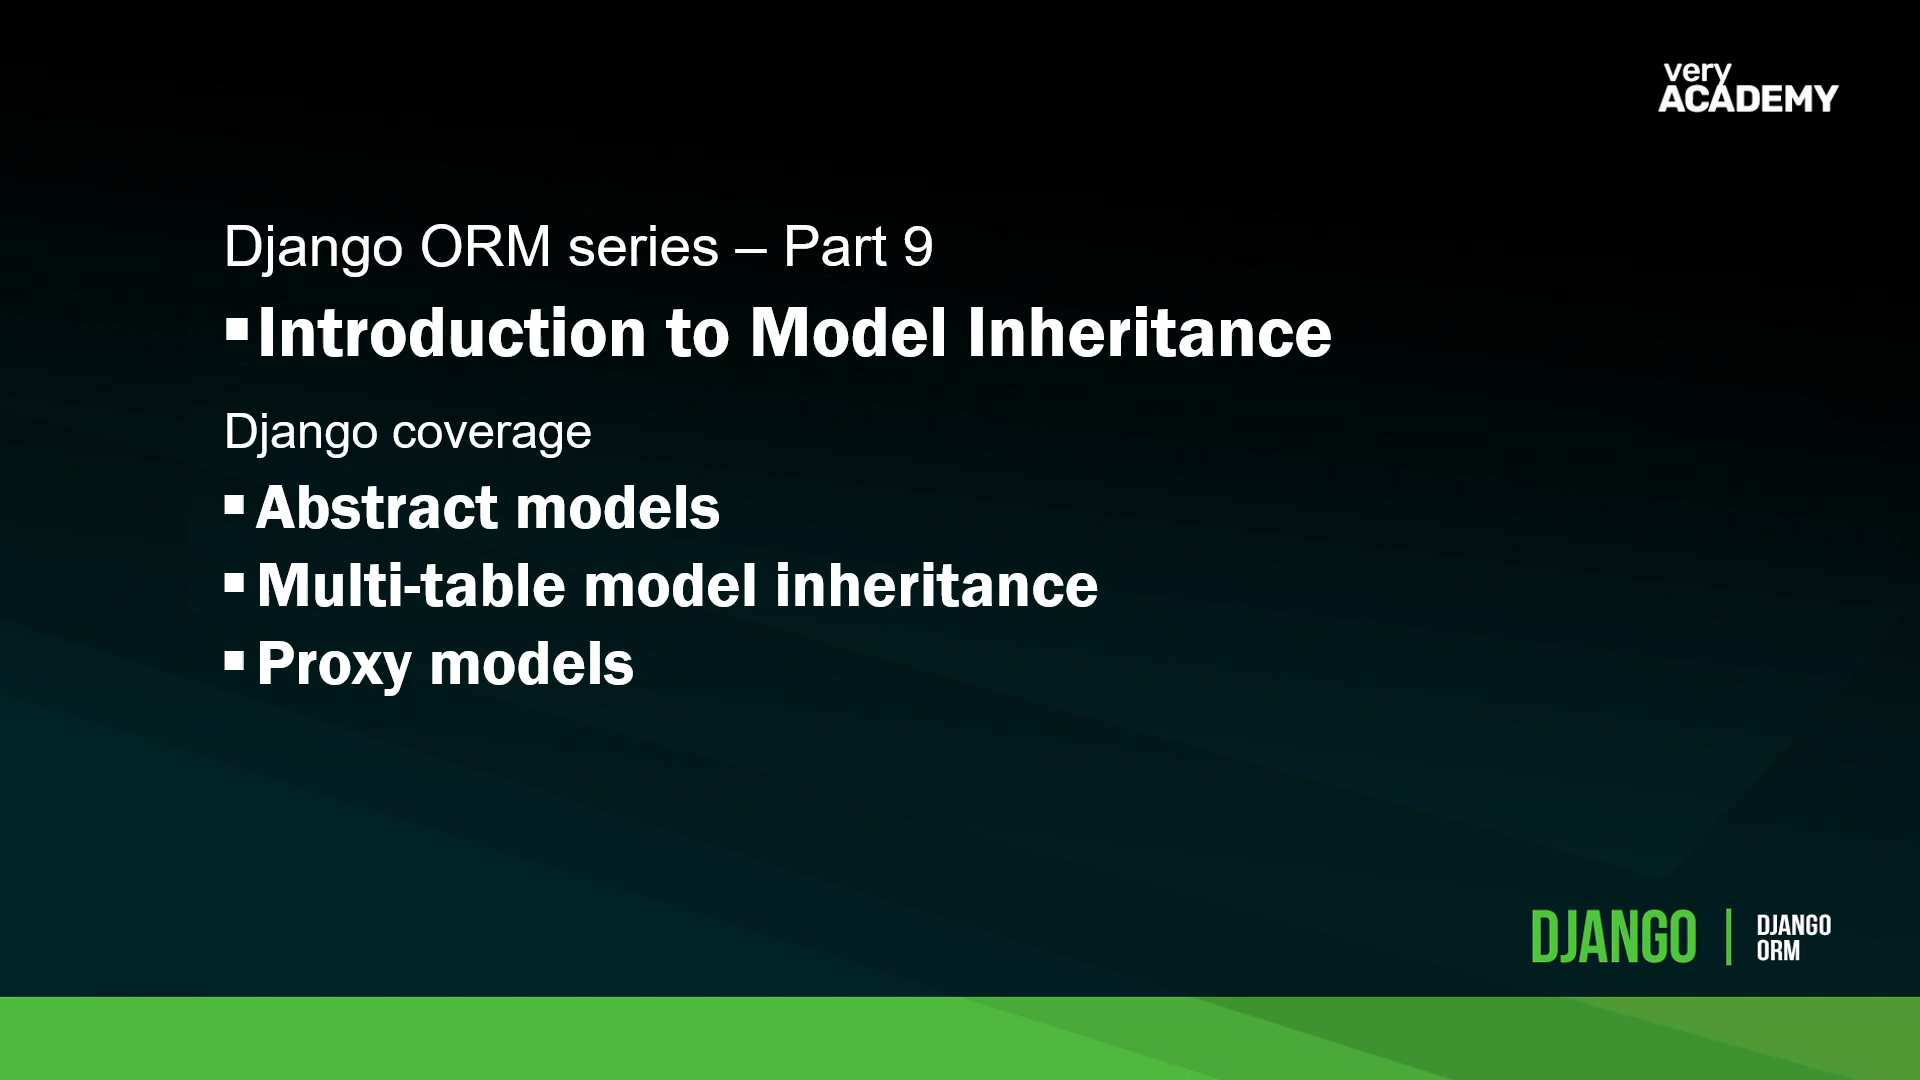 very
ACADEMY
Django ORM series – Part 9
▪Introduction to Model Inheritance
Django coverage
▪Abstract models
▪Multi-table model inheritance
▪Proxy models
DJANGO | DJANGO
ORM